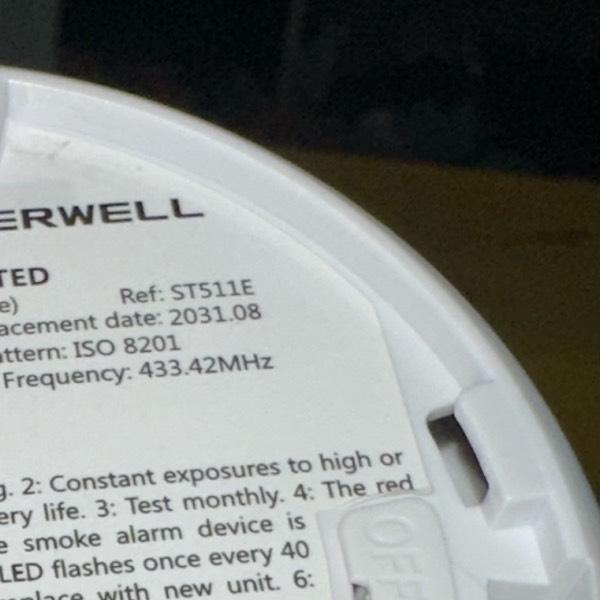 ERWELL
TED
e) Ref: ST511E
acement date: 2031.08
attern: ISO 8201
Frequency: 433.42MHz
g. 2: Constant exposures to high or
ery life. 3: Test monthly. 4: The red
e smoke alarm device is
LED flashes once every 40
place with new unit. 6:
OFF